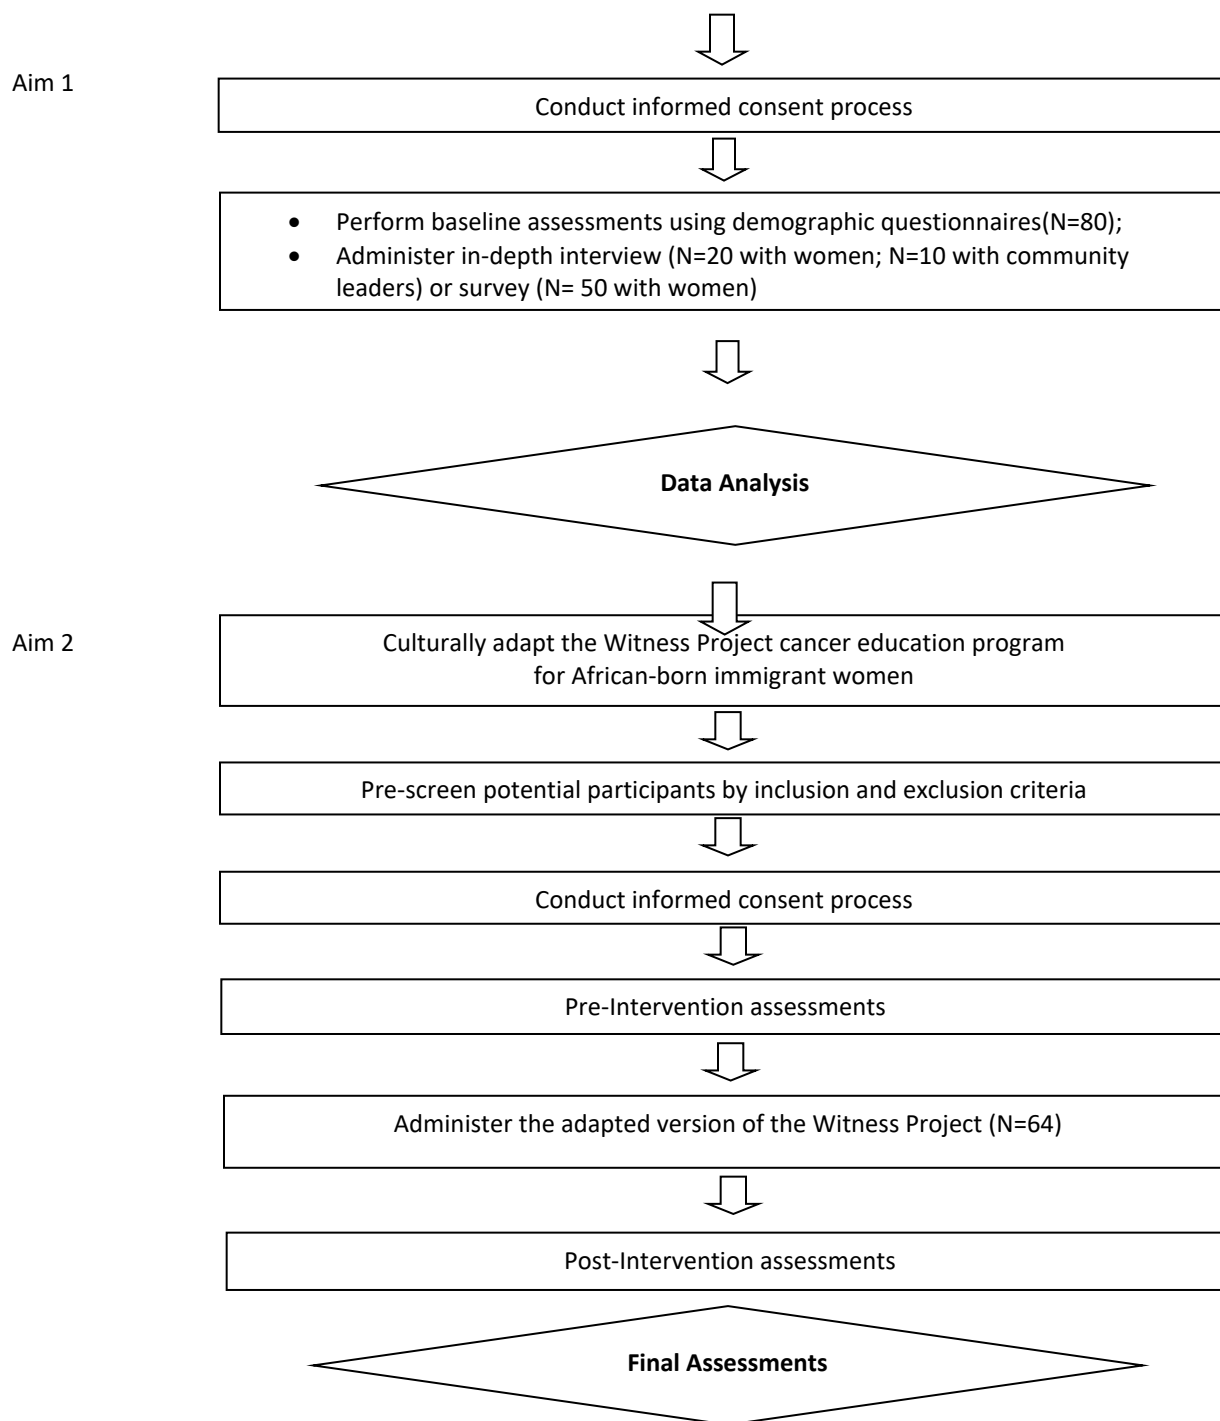 Aim 1
Conduct informed consent process
• Perform baseline assessments using demographic questionnaires(N=80);
• Administer in-depth interview (N=20 with women; N=10 with community
leaders) or survey (N= 50 with women)
Data Analysis
Aim 2
Culturally adapt the Witness Project cancer education program
for African-born immigrant women
Pre-screen potential participants by inclusion and exclusion criteria
Conduct informed consent process
Pre-Intervention assessments
Administer the adapted version of the Witness Project (N=64)
Post-Intervention assessments
Final Assessments